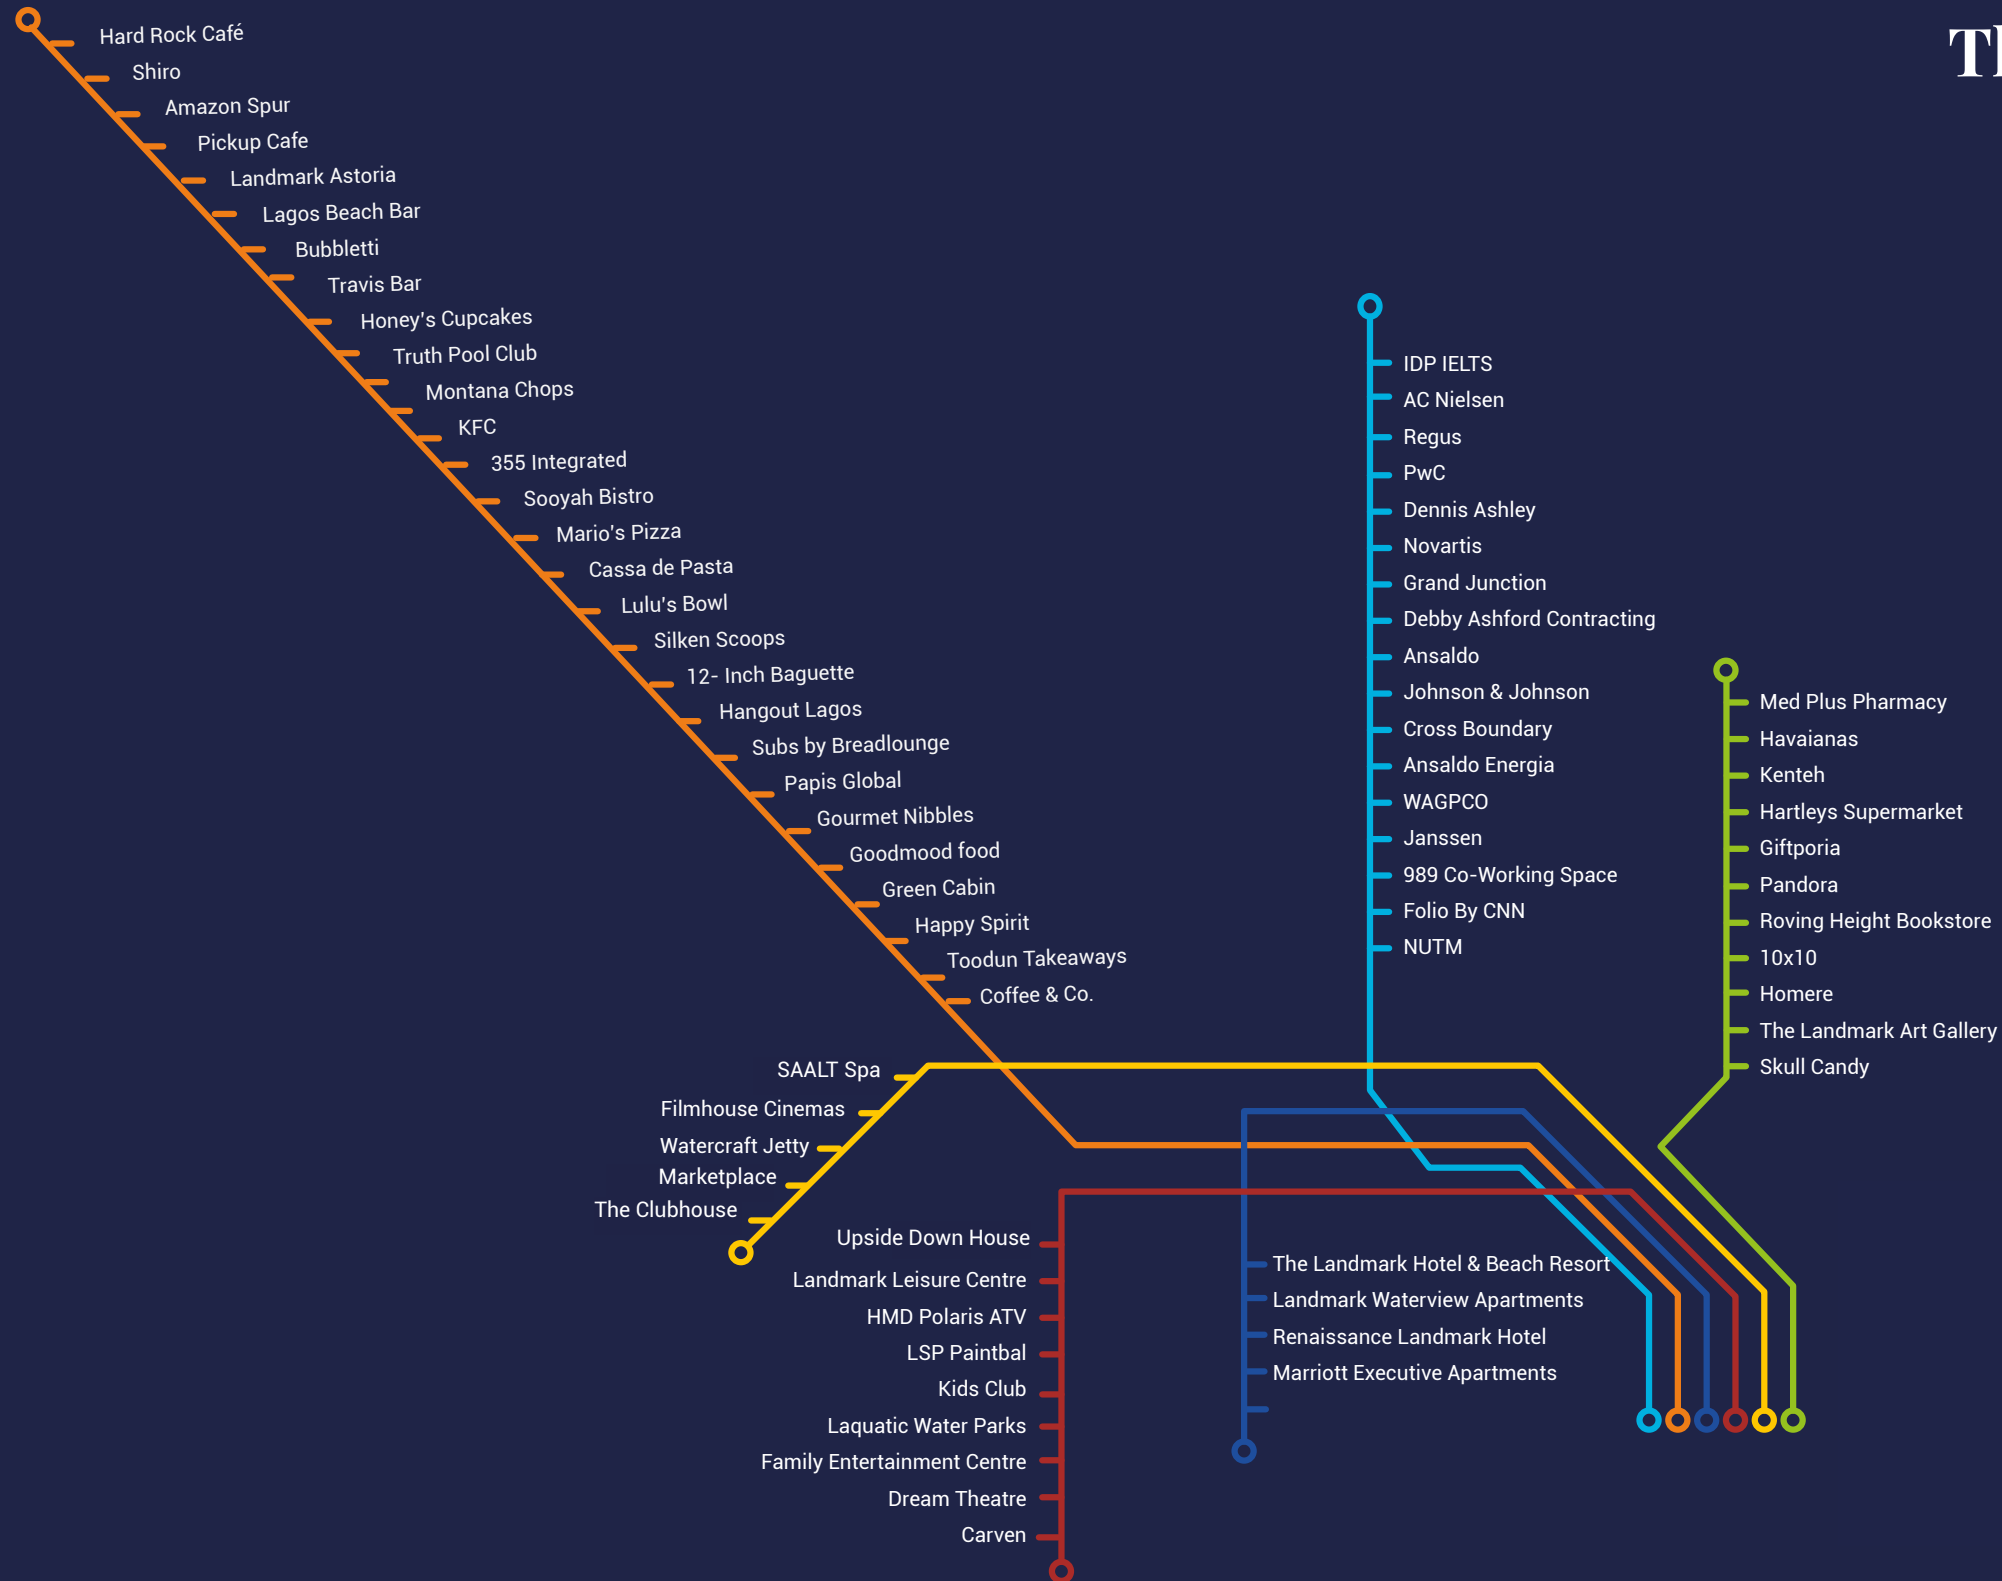 Hard Rock Café
Shiro
Amazon Spur
Pickup Cafe
Landmark Astoria
Lagos Beach Bar
Bubbletti
Travis Bar
Honey's Cupcakes
Truth Pool Club
Montana Chops
KFC
355 Integrated
Sooyah Bistro
Mario's Pizza
Cassa de Pasta
Lulu's Bowl
Silken Scoops
12- Inch Baguette
Hangout Lagos
Subs by Breadlounge
Papis Global
Gourmet Nibbles
Goodmood food
Green Cabin
Happy Spirit
Toodun Takeaways
Coffee & Co.
IDP IELTS
AC Nielsen
Regus
PwC
Dennis Ashley
Novartis
Grand Junction
Debby Ashford Contracting
Ansaldo
Johnson & Johnson
Cross Boundary
Ansaldo Energia
WAGPCO
Janssen
989 Co-Working Space
Folio By CNN
NUTM
Med Plus Pharmacy
Havaianas
Kenteh
Hartleys Supermarket
Giftporia
Pandora
Roving Height Bookstore
10x10
Homere
The Landmark Art Gallery
Skull Candy
SAALT Spa
Filmhouse Cinemas
Watercraft Jetty
Marketplace
The Clubhouse
Upside Down House
Landmark Leisure Centre
HMD Polaris ATV
LSP Paintbal
Kids Club
Laquatic Water Parks
Family Entertainment Centre
Dream Theatre
Carven
The Landmark Hotel & Beach Resort
Landmark Waterview Apartments
Renaissance Landmark Hotel
Marriott Executive Apartments